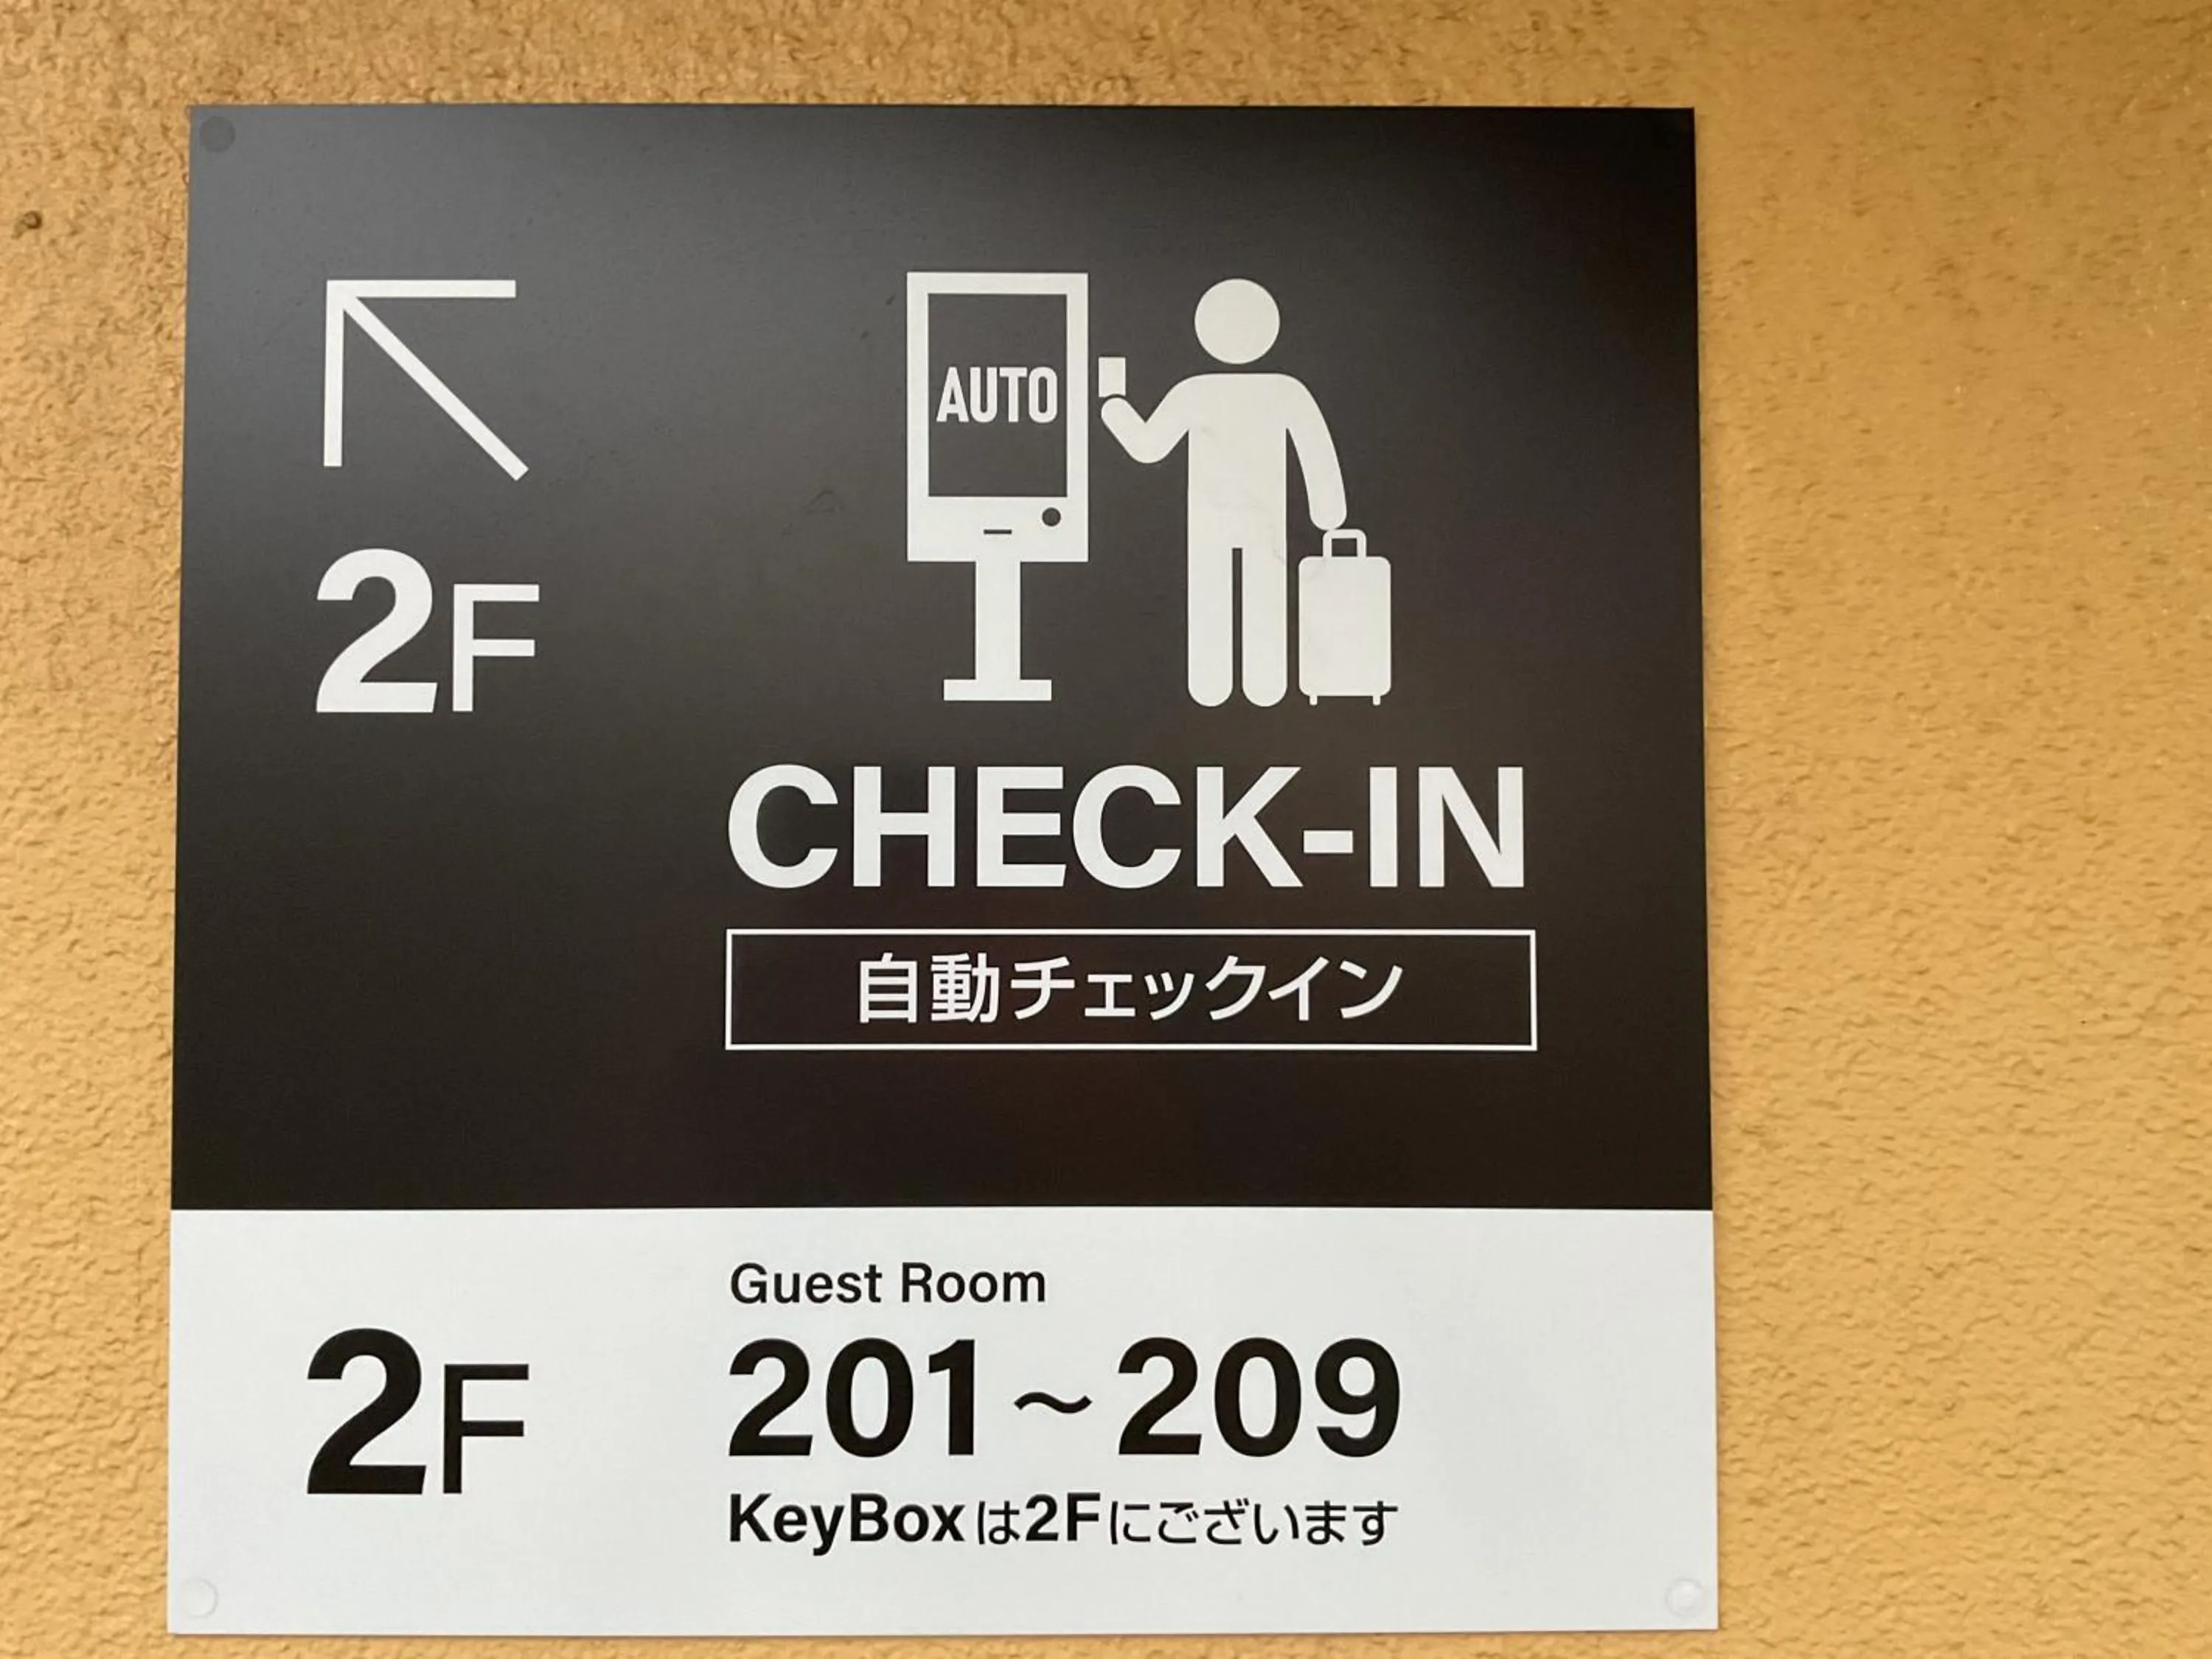 AUTO
2F
CHECK-IN
自動チェックイン
Guest Room
2F
201～209
KeyBoxは2Fにございます